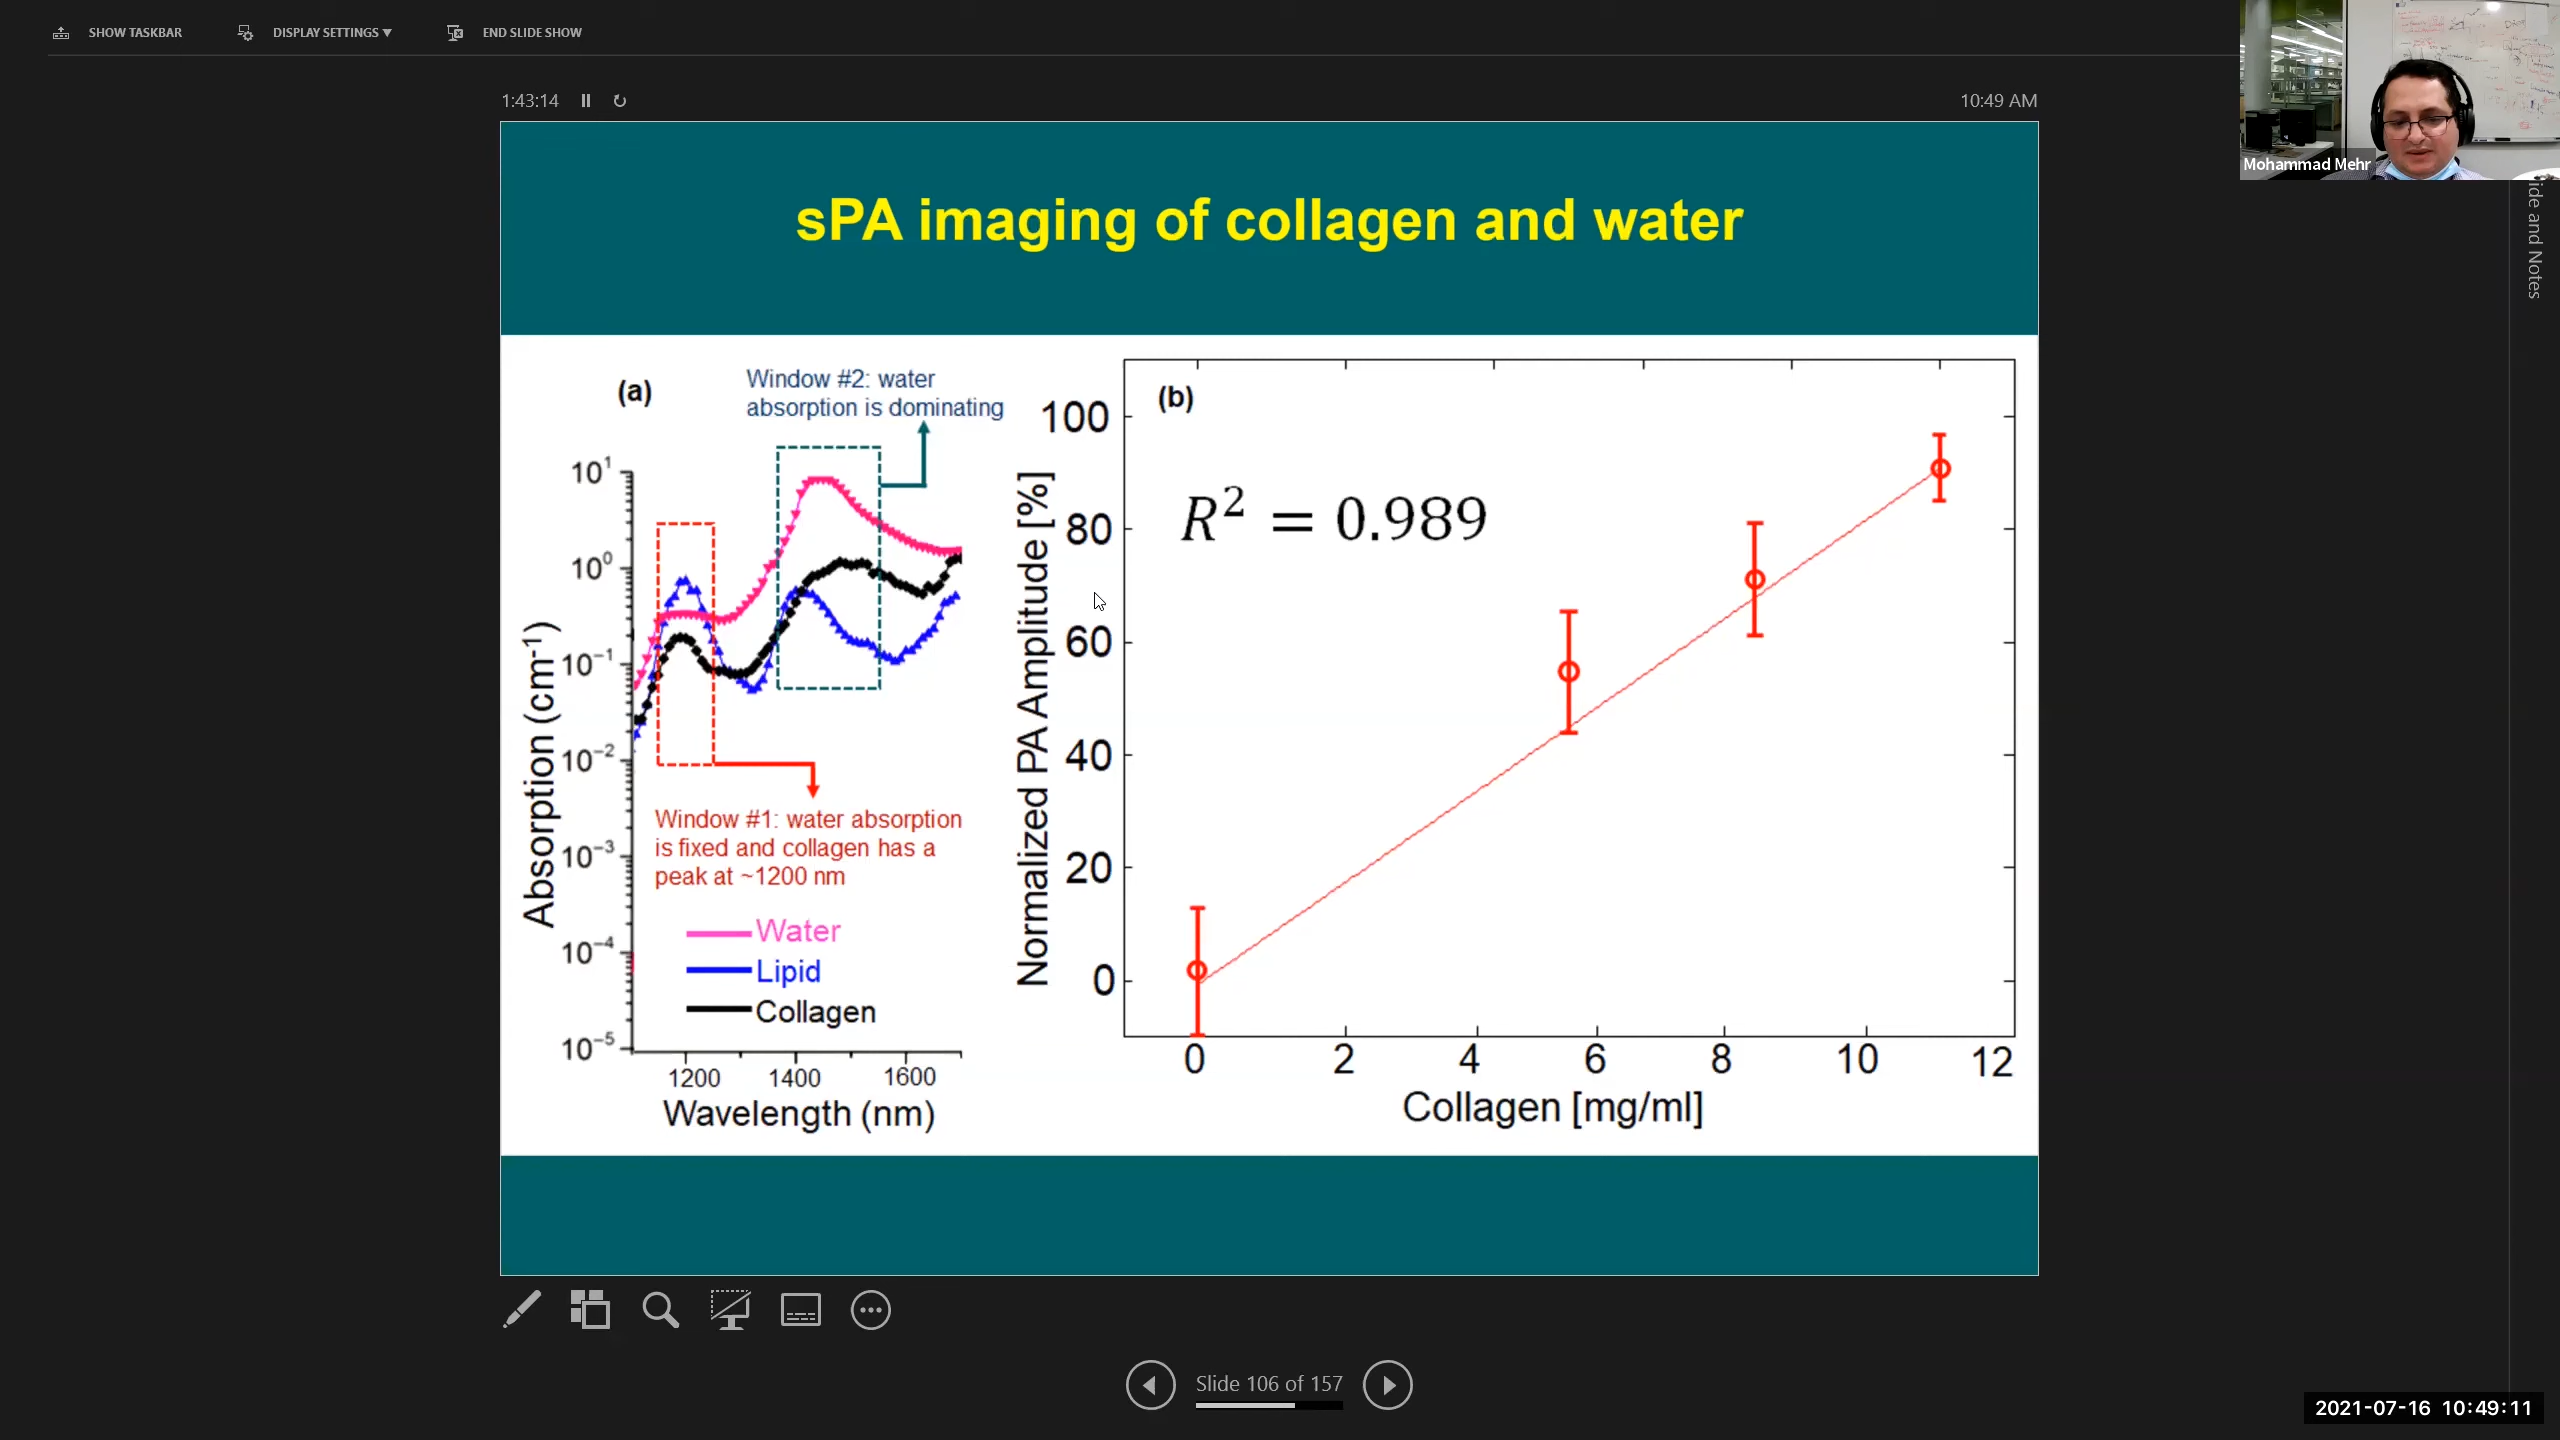 SHOW TASKBAR
DISPLAY SETTINGS ▼
END SLIDE SHOW
1:43:14
10:49 AM
Mohammad Mehr
ide and Notes
sPA imaging of collagen and water
(a)
Window #2: water
absorption is dominating
10¹
10⁰
10⁻¹
10⁻²
10⁻³
10⁻⁴
10⁻⁵
Absorption (cm⁻¹)
Window #1: water absorption
is fixed and collagen has a
peak at ~1200 nm
Water
Lipid
Collagen
1200 1400 1600
Wavelength (nm)
(b)
R² = 0.989
100
80
60
40
20
0
Normalized PA Amplitude [%]
0 2 4 6 8 10 12
Collagen [mg/ml]
Slide 106 of 157
2021-07-16 10:49:11